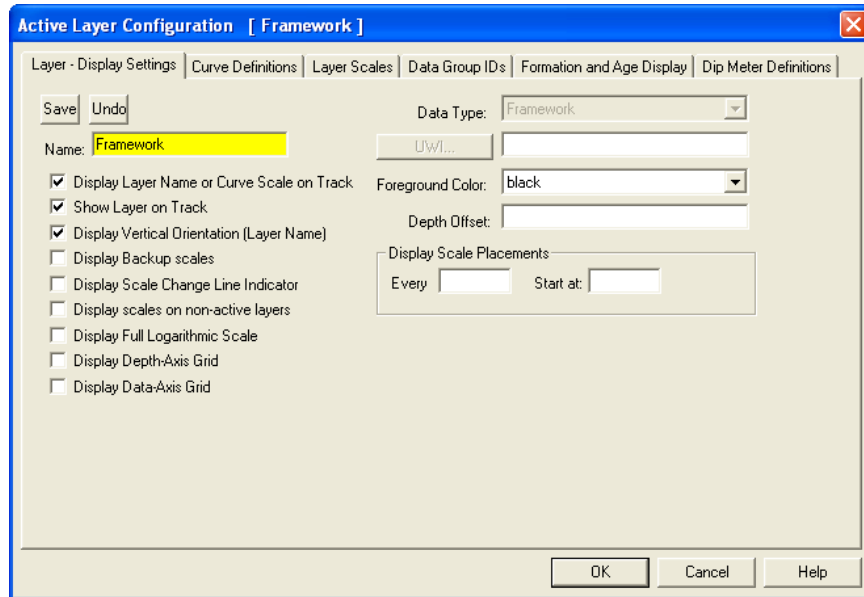 Active Layer Configuration [ Framework ]
Layer - Display Settings Curve Definitions Layer Scales Data Group IDs Formation and Age Display Dip Meter Definitions
Save Undo
Name: Framework
Display Layer Name or Curve Scale on Track
Show Layer on Track
Display Vertical Orientation (Layer Name)
Display Backup scales
Display Scale Change Line Indicator
Display scales on non-active layers
Display Full Logarithmic Scale
Display Depth-Axis Grid
Display Data-Axis Grid
Data Type: Framework
UWI...
Foreground Color: black
Depth Offset:
Display Scale Placements
Every Start at:
OK Cancel Help